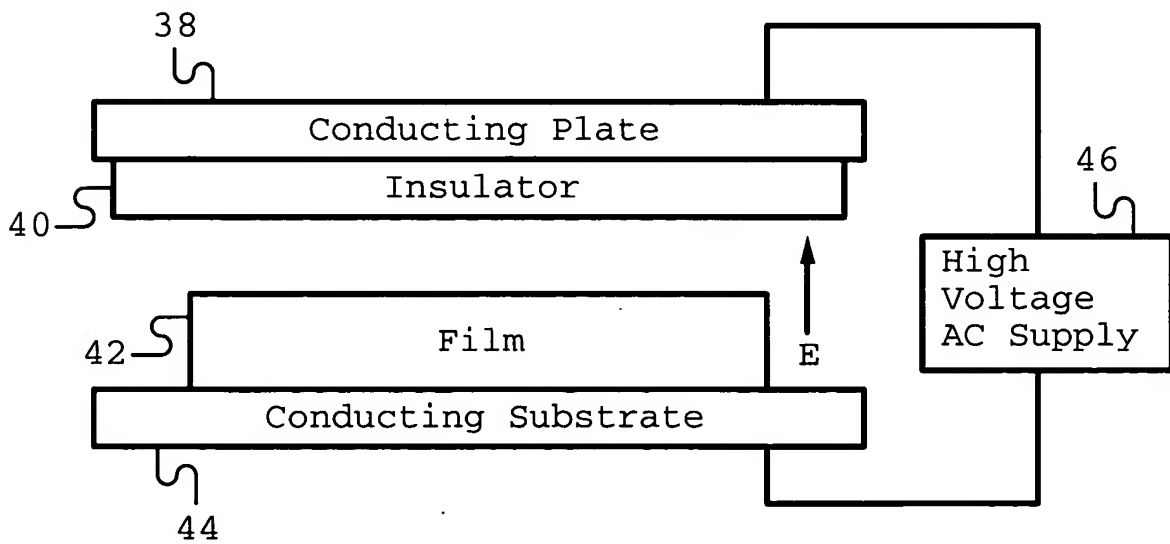 38
Conducting Plate
Insulator
40
46
High
Voltage
AC Supply
E
42
Film
Conducting Substrate
44